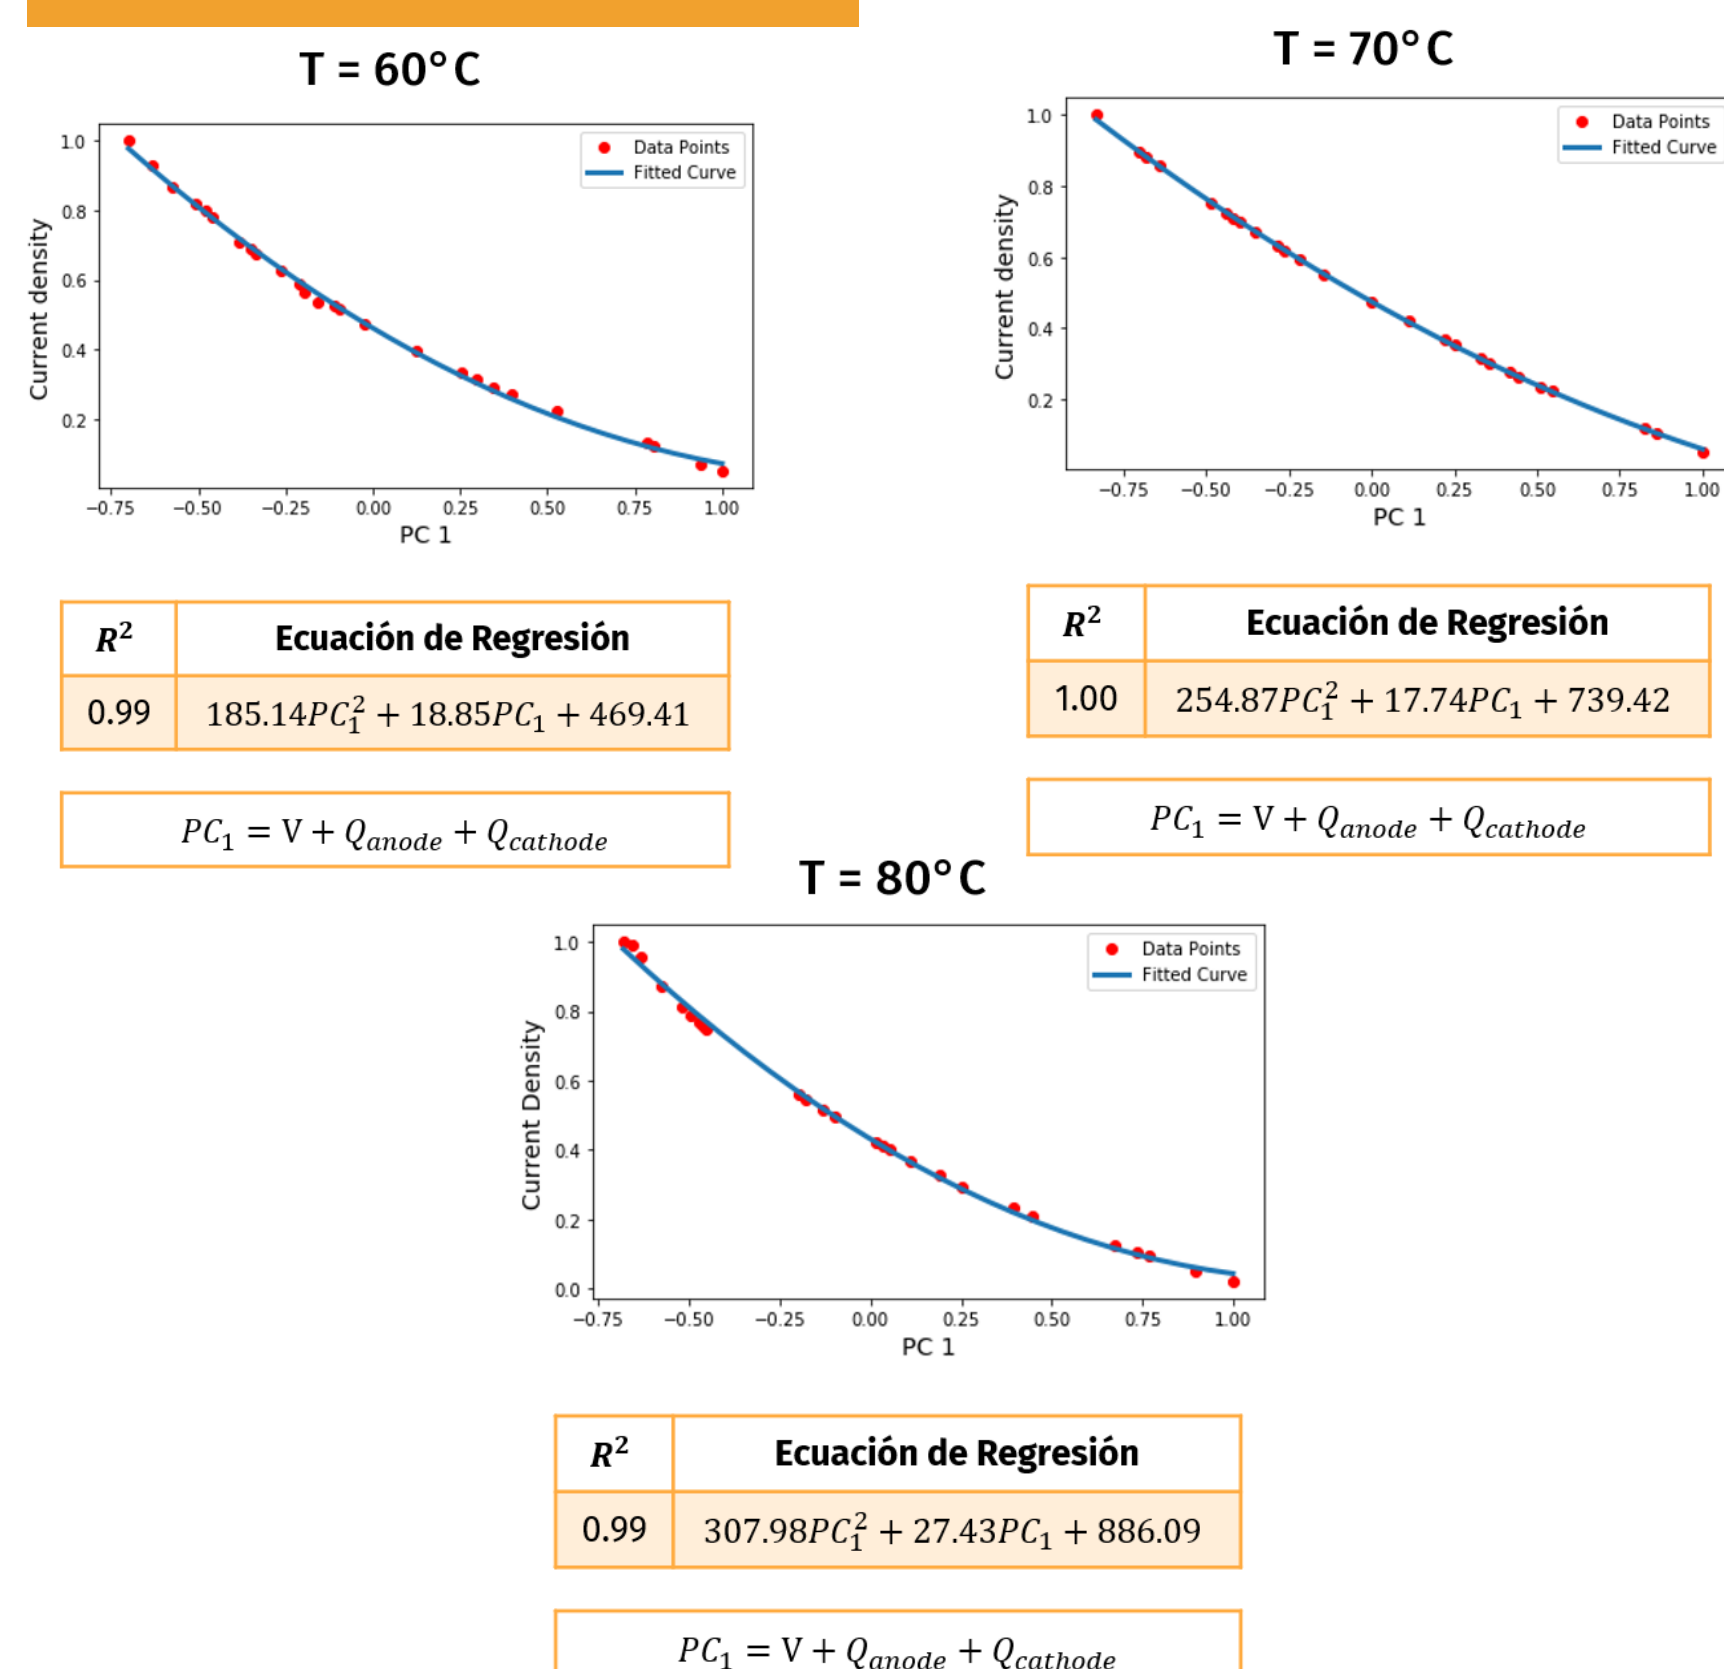 T = 60°C
1.0
0.8
0.6
0.4
0.2
Current density
Data Points
Fitted Curve
−0.75 −0.50 −0.25 0.00 0.25 0.50 0.75 1.00
PC 1
R² Ecuación de Regresión
0.99 185.14PC₁² + 18.85PC₁ + 469.41
PC₁ = V + Q_anode + Q_cathode
T = 70°C
1.0
0.8
0.6
0.4
0.2
Current density
Data Points
Fitted Curve
−0.75 −0.50 −0.25 0.00 0.25 0.50 0.75 1.00
PC 1
R² Ecuación de Regresión
1.00 254.87PC₁² + 17.74PC₁ + 739.42
PC₁ = V + Q_anode + Q_cathode
T = 80°C
1.0
0.8
0.6
0.4
0.2
0.0
Current Density
Data Points
Fitted Curve
−0.75 −0.50 −0.25 0.00 0.25 0.50 0.75 1.00
PC 1
R² Ecuación de Regresión
0.99 307.98PC₁² + 27.43PC₁ + 886.09
PC₁ = V + Q_anode + Q_cathode